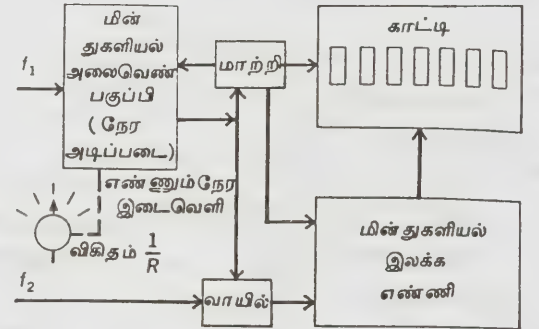 மின்
துகளியல்
அலைவெண்
பகுப்பி
( நேர
அடிப்படை )
மாற்றி
காட்டி
f₁
எண்ணும்நேர
இடைவெளி
விகிதம் 1/R
f₂
வாயில்
மின் துகளியல்
இலக்க
எண்ணி